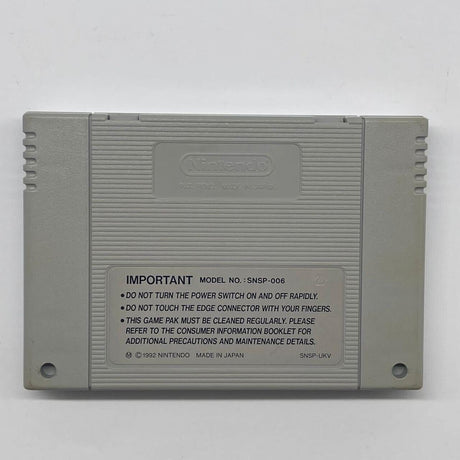 Nintendo
IMPORTANT MODEL NO. : SNSP-006
• DO NOT TURN THE POWER SWITCH ON AND OFF RAPIDLY.
• DO NOT TOUCH THE EDGE CONNECTOR WITH YOUR FINGERS.
• THIS GAME PAK MUST BE CLEANED REGULARLY. PLEASE
REFER TO THE CONSUMER INFORMATION BOOKLET FOR
ADDITIONAL PRECAUTIONS AND MAINTENANCE DETAILS.
Ⓜ © 1992 NINTENDO MADE IN JAPAN SNSP-UKV